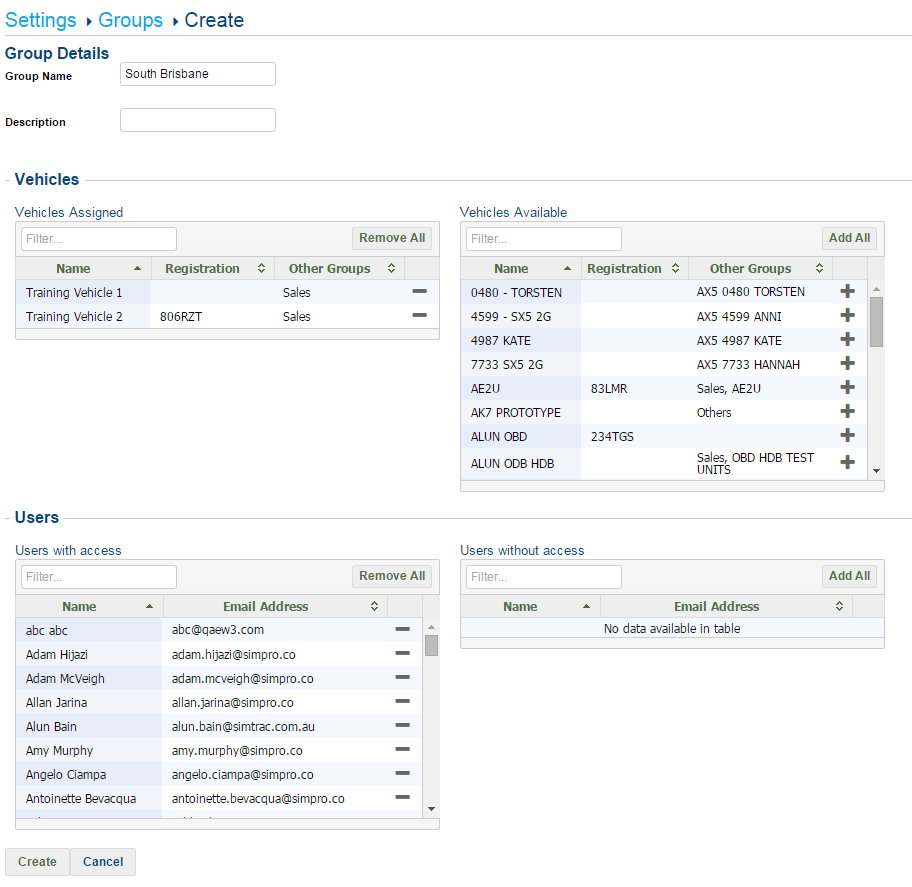 Settings Groups Create
Group Details
Group Name South Brisbane
Description
Vehicles
Vehicles Assigned
Filter... Remove All
Name Registration Other Groups
Training Vehicle 1 Sales
Training Vehicle 2 806RZT Sales
Vehicles Available
Filter... Add All
Name Registration Other Groups
0480 - TORSTEN AX5 0480 TORSTEN
4599 - SX5 2G AX5 4599 ANNI
4987 KATE AX5 4987 KATE
7733 SX5 2G AX5 7733 HANNAH
AE2U 83LMR Sales, AE2U
AK7 PROTOTYPE Others
ALUN OBD 234TGS
ALUN ODB HDB Sales, OBD HDB TEST
UNITS
Users
Users with access
Filter... Remove All
Name Email Address
abc abc abc@qaew3.com
Adam Hijazi adam.hijazi@simpro.co
Adam McVeigh adam.mcveigh@simpro.co
Allan Jarina allan.jarina@simpro.co
Alun Bain alun.bain@simtrac.com.au
Amy Murphy amy.murphy@simpro.co
Angelo Ciampa angelo.ciampa@simpro.co
Antoinette Bevacqua antoinette.bevacqua@simpro.co
Users without access
Filter... Add All
Name Email Address
No data available in table
Create Cancel